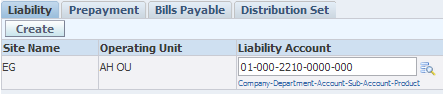 Liability Prepayment Bills Payable Distribution Set
Create
Site Name Operating Unit Liability Account
EG AH OU 01-000-2210-0000-000
Company-Department-Account-Sub-Account-Product